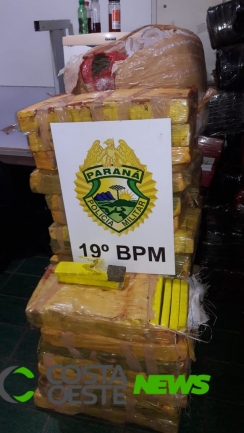 PARANÁ
POLÍCIA MILITAR
19º BPM
COSTA
OESTE NEWS